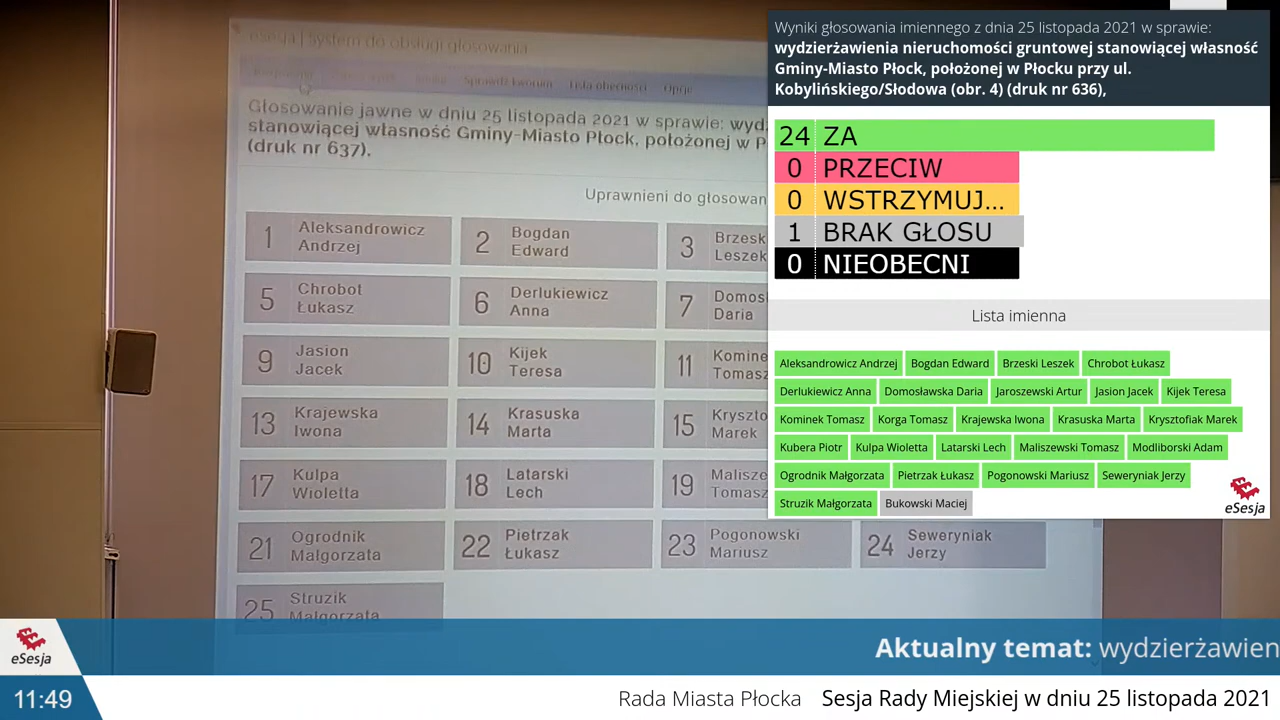 eSesja | System do obsługi głosowania
Sprawdź kworum Lista obecności Opcje
Głosowanie jawne w dniu 25 listopada 2021 w sprawie: wyd
stanowiącej własność Gminy-Miasto Płock, położonej w P
(druk nr 637),
Uprawnieni do głosowan
1 Aleksandrowicz Andrzej
2 Bogdan Edward
3 Brzesk Leszek
5 Chrobot Łukasz
6 Derlukiewicz Anna
7 Domos Daria
9 Jasion Jacek
10 Kijek Teresa
11 Komine Tomasz
13 Krajewska Iwona
14 Krasuska Marta
15 Kryszto Marek
17 Kulpa Wioletta
18 Latarski Lech
19 Malisze Tomasz
21 Ogrodnik Małgorzata
22 Pietrzak Łukasz
23 Pogonowski Mariusz
24 Seweryniak Jerzy
25 Struzik Małgorzata
Wyniki głosowania imiennego z dnia 25 listopada 2021 w sprawie:
wydzierżawienia nieruchomości gruntowej stanowiącej własność
Gminy-Miasto Płock, położonej w Płocku przy ul.
Kobylińskiego/Słodowa (obr. 4) (druk nr 636),
24 ZA
0 PRZECIW
0 WSTRZYMUJ...
1 BRAK GŁOSU
0 NIEOBECNI
Lista imienna
Aleksandrowicz Andrzej Bogdan Edward Brzeski Leszek Chrobot Łukasz
Derlukiewicz Anna Domosławska Daria Jaroszewski Artur Jasion Jacek Kijek Teresa
Kominek Tomasz Korga Tomasz Krajewska Iwona Krasuska Marta Krysztofiak Marek
Kubera Piotr Kulpa Wioletta Latarski Lech Maliszewski Tomasz Modliborski Adam
Ogrodnik Małgorzata Pietrzak Łukasz Pogonowski Mariusz Seweryniak Jerzy
Struzik Małgorzata Bukowski Maciej
eSesja
eSesja
Aktualny temat: wydzierżawien
11:49
Rada Miasta Płocka Sesja Rady Miejskiej w dniu 25 listopada 2021